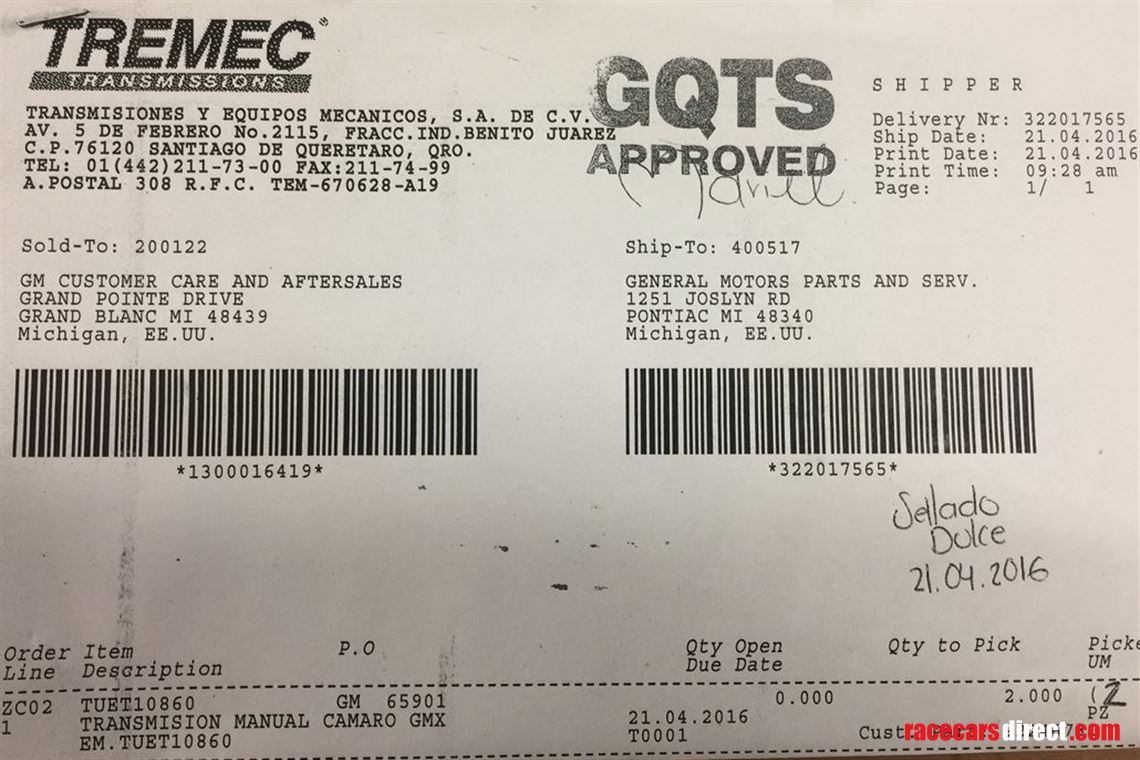 TREMEC®
TRANSMISSIONS
TRANSMISIONES Y EQUIPOS MECANICOS, S.A. DE C.V.
AV. 5 DE FEBRERO No.2115, FRACC.IND.BENITO JUAREZ
C.P.76120 SANTIAGO DE QUERETARO, QRO.
TEL: 01(442)211-73-00 FAX:211-74-99
A.POSTAL 308 R.F.C. TEM-670628-A19
GQTS
APPROVED
SHIPPER
Delivery Nr: 322017565
Ship Date: 21.04.2016
Print Date: 21.04.2016
Print Time: 09:28 am
Page: 1/ 1
Sold-To: 200122
GM CUSTOMER CARE AND AFTERSALES
GRAND POINTE DRIVE
GRAND BLANC MI 48439
Michigan, EE.UU.
Ship-To: 400517
GENERAL MOTORS PARTS AND SERV.
1251 JOSLYN RD
PONTIAC MI 48340
Michigan, EE.UU.
*1300016419*
*322017565*
Sellado
Dulce
21.04.2016
Order Item P.O Qty Open Qty to Pick Picke
Line Description Due Date UM
ZC02 TUET10860 GM 65901 0.000 2.000 (2
1 TRANSMISION MANUAL CAMARO GMX 21.04.2016 PZ
EM.TUET10860 T0001 Cust.
racecarsdirect.com